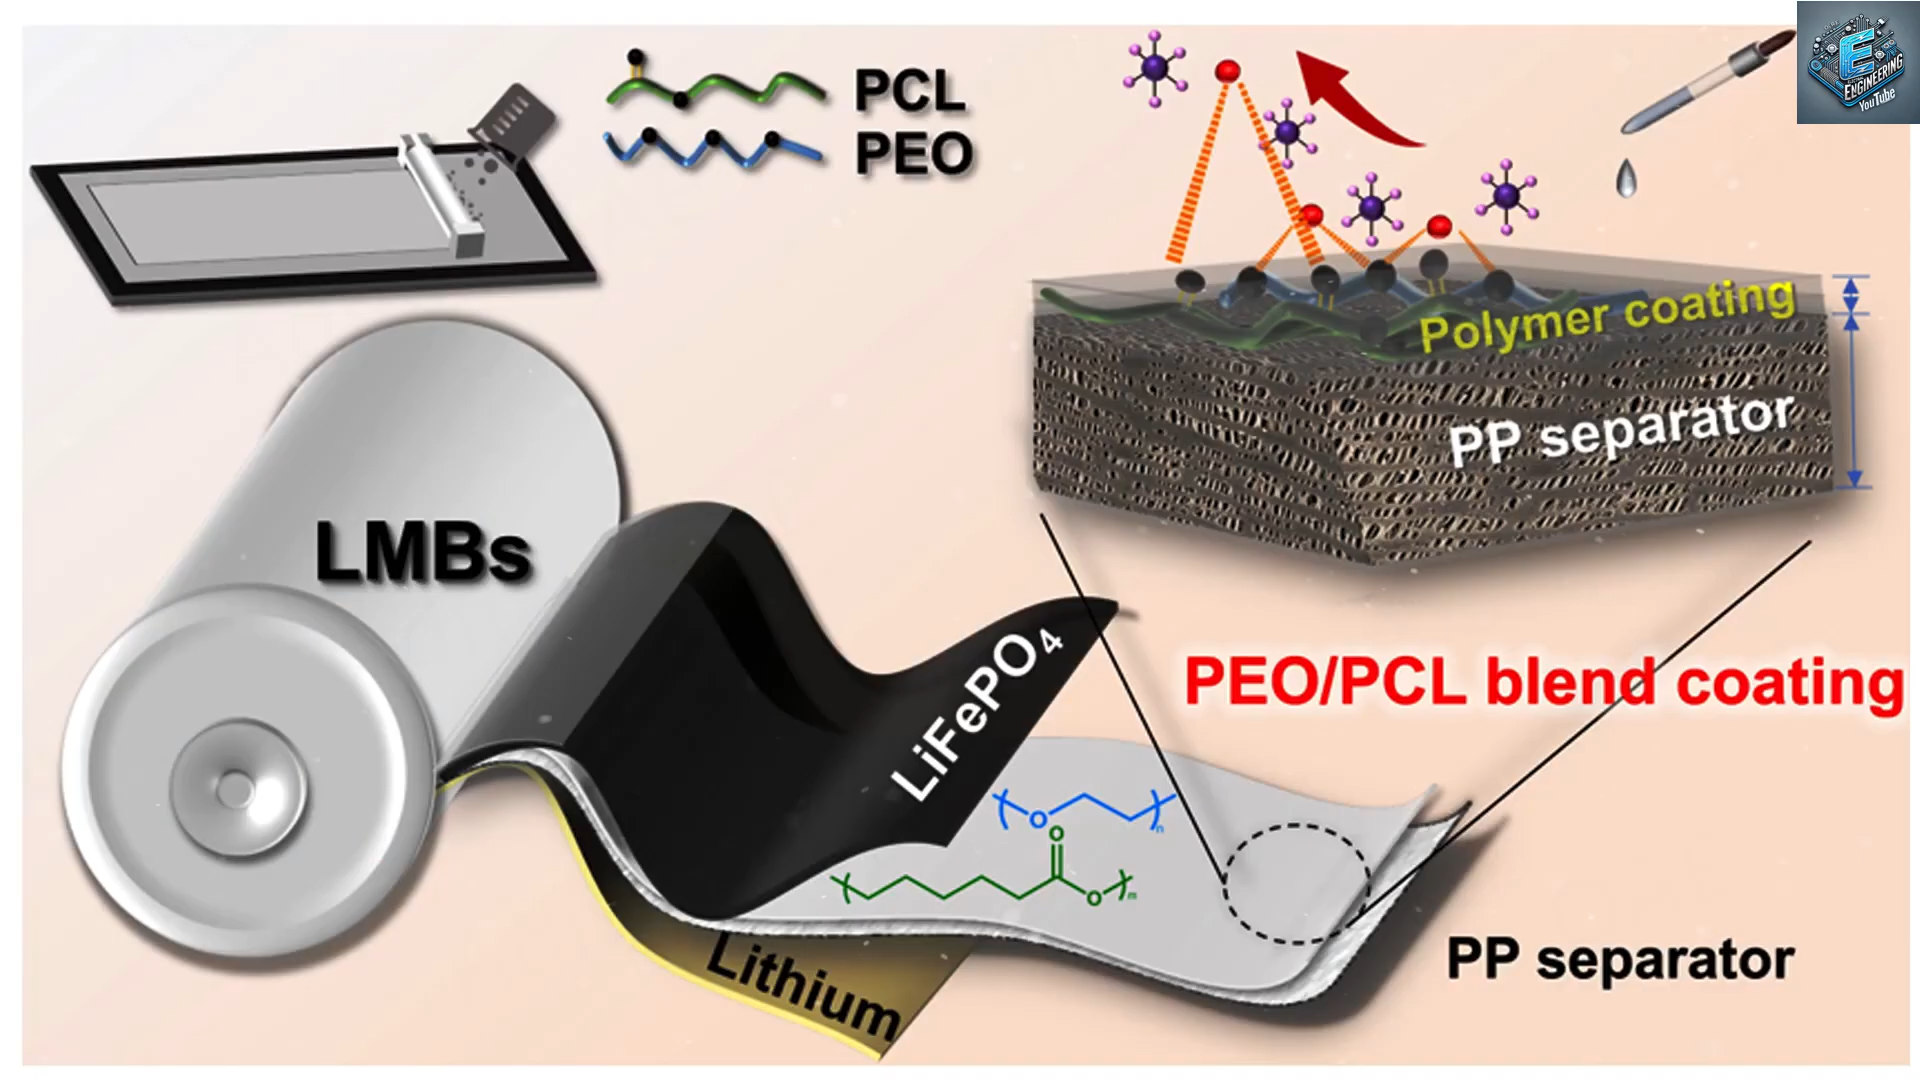 PCL
PEO
E
ENGINEERING
YouTube
Polymer coating
PP separator
LMBs
LiFePO4
PEO/PCL blend coating
O
n
O
O
m
Lithium
PP separator